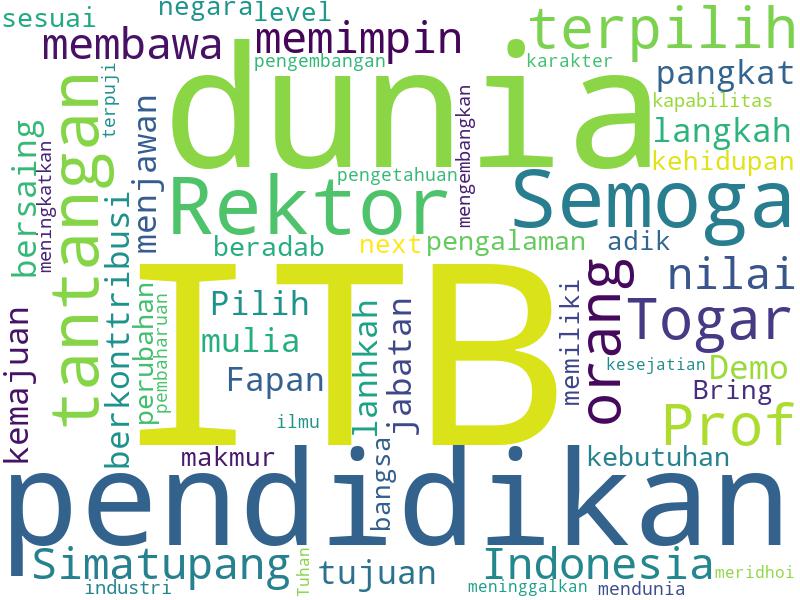 sesuai
negara
level
membawa
memimpin
terpilih
pengembangan
karakter
dunia
pangkat
terpuji
kapabilitas
tantangan
menjawan
mengembangkan
langkah
bersaing
meningkatkan
kehidupan
pengetahuan
Rektor
Semoga
berkonttribusi
beradab
next
pengalaman
adik
ITB
nilai
orang
memiliki
perubahan
pembaharuan
Pilih
lanhkah
jabatan
Togar
kemajuan
mulia
Fapan
kesejatian
Demo
Bring
ilmu
Prof
makmur
bangsa
kebutuhan
pendidikan
Simatupang
Tuhan
tujuan
Indonesia
meridhoi
industri
meninggalkan
mendunia